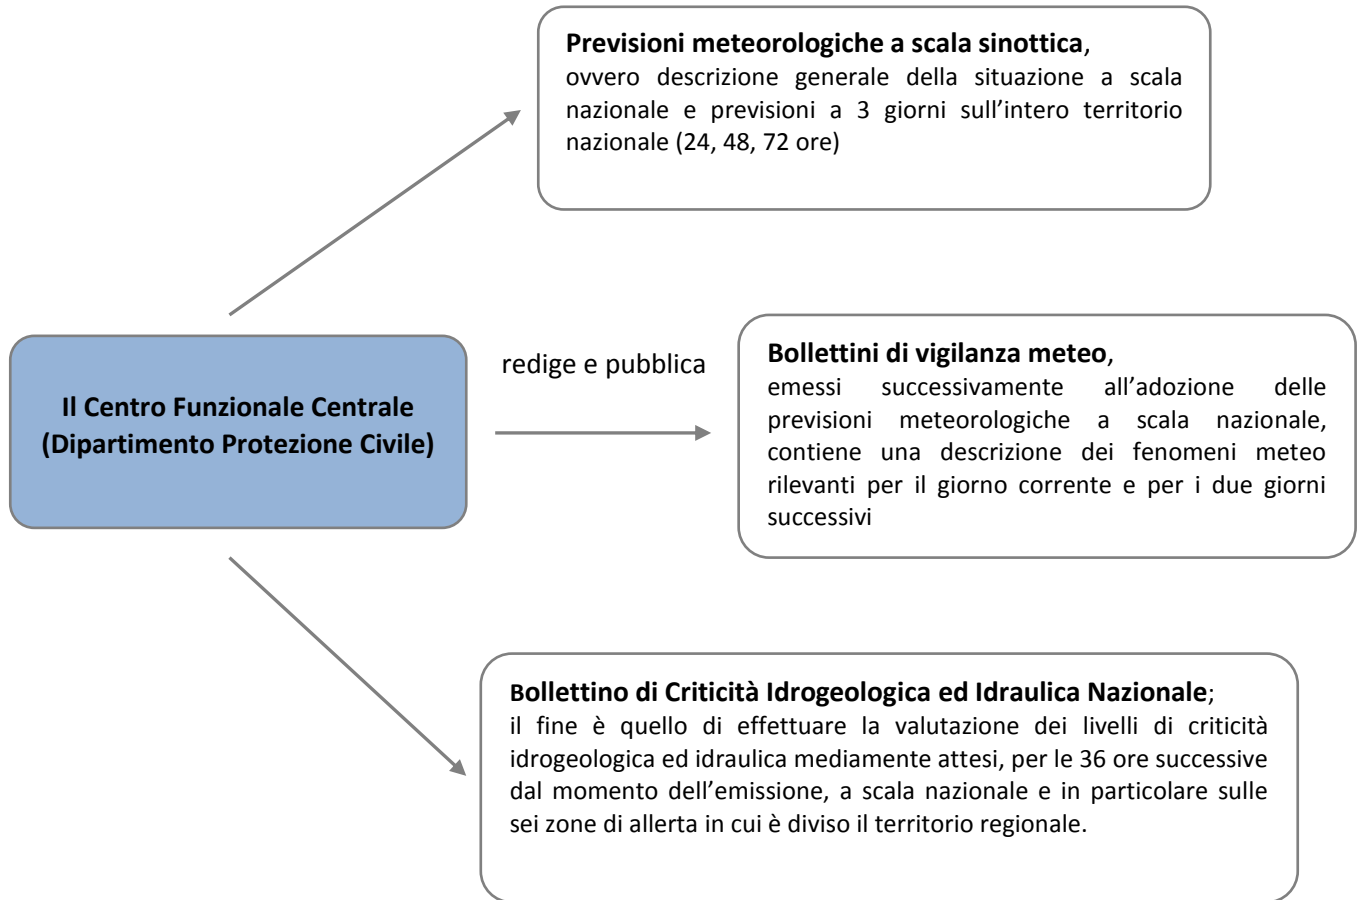 Previsioni meteorologiche a scala sinottica,
ovvero descrizione generale della situazione a scala
nazionale e previsioni a 3 giorni sull’intero territorio
nazionale (24, 48, 72 ore)
Il Centro Funzionale Centrale
(Dipartimento Protezione Civile)
redige e pubblica
Bollettini di vigilanza meteo,
emessi successivamente all’adozione delle
previsioni meteorologiche a scala nazionale,
contiene una descrizione dei fenomeni meteo
rilevanti per il giorno corrente e per i due giorni
successivi
Bollettino di Criticità Idrogeologica ed Idraulica Nazionale;
il fine è quello di effettuare la valutazione dei livelli di criticità
idrogeologica ed idraulica mediamente attesi, per le 36 ore successive
dal momento dell’emissione, a scala nazionale e in particolare sulle
sei zone di allerta in cui è diviso il territorio regionale.